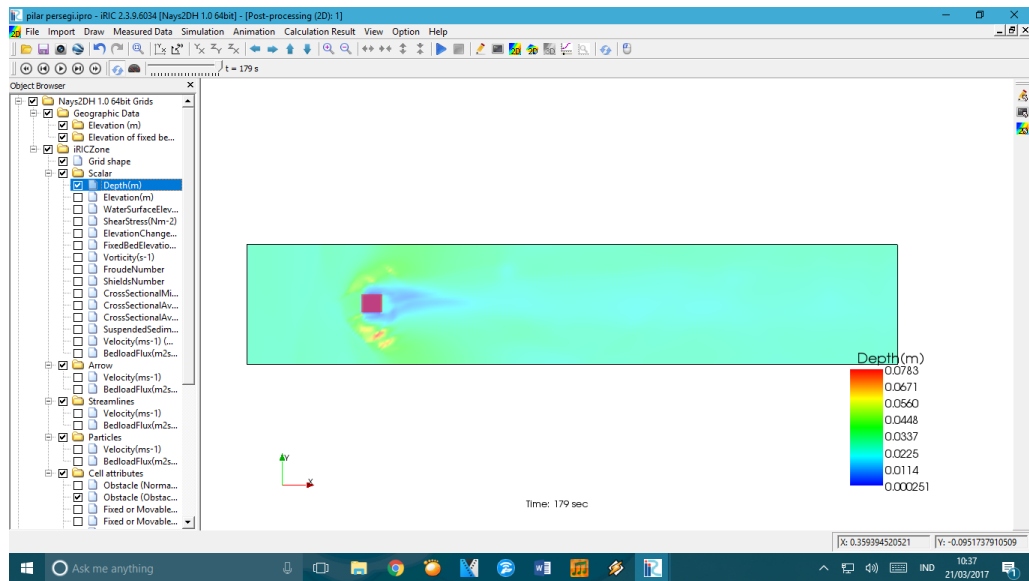 pilar persegi.ipro - iRIC 2.3.9.6034 [Nays2DH 1.0 64bit] - [Post-processing (2D): 1]
File Import Draw Measured Data Simulation Animation Calculation Result View Option Help
t = 179 s
Object Browser
Nays2DH 1.0 64bit Grids
Geographic Data
Elevation (m)
Elevation of fixed be...
iRICZone
Grid shape
Scalar
Depth(m)
Elevation(m)
WaterSurfaceElev...
ShearStress(Nm-2)
ElevationChange...
FixedBedElevatio...
Vorticity(s-1)
FroudeNumber
ShieldsNumber
CrossSectionalMi...
CrossSectionalAv...
CrossSectionalAv...
SuspendedSedim...
Velocity(ms-1) (...
BedloadFlux(m2s...
Arrow
Velocity(ms-1)
BedloadFlux(m2s...
Streamlines
Velocity(ms-1)
BedloadFlux(m2s...
Particles
Velocity(ms-1)
BedloadFlux(m2s...
Cell attributes
Obstacle (Norma...
Obstacle (Obstac...
Fixed or Movable...
Fixed or Movable...
Depth(m)
0.0783
0.0671
0.0560
0.0448
0.0337
0.0225
0.0114
0.000251
Y
X
Time: 179 sec
X: 0.359394520521 Y: -0.0951737910509
Ask me anything
IND
10:37
21/03/2017